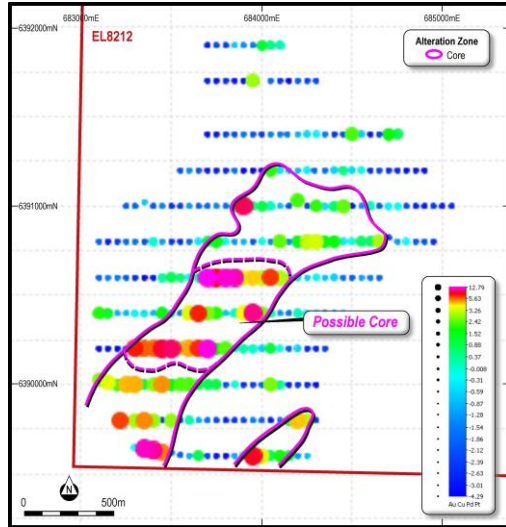 683000mE
684000mE
685000mE
6392000mN
EL8212
Alteration Zone
Core
6391000mN
Possible Core
6390000mN
12.79
5.63
3.26
2.42
1.52
0.88
0.37
-0.008
-0.31
-0.59
-0.87
-1.28
-1.54
-1.86
-2.12
-2.39
-2.63
-3.01
-4.29
Au Cu Pd Pt
N
0
500m